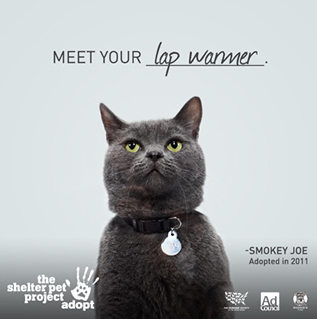 MEET YOUR lap warmer.
-SMOKEY JOE
Adopted in 2011
the
shelter pet
project
adopt
Ad
Council